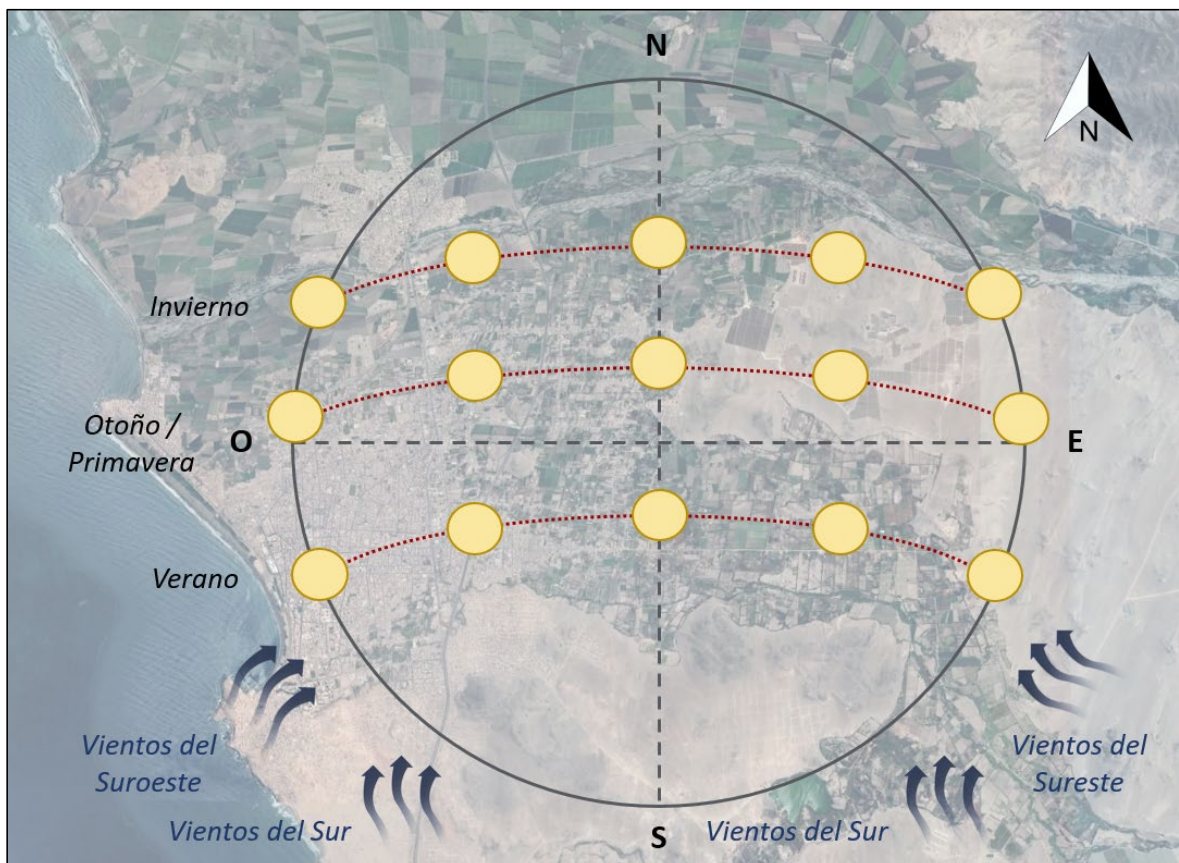 N
N
Invierno
Otoño /
Primavera
O
E
Verano
Vientos del
Suroeste
Vientos del
Sureste
Vientos del Sur
Vientos del Sur
S